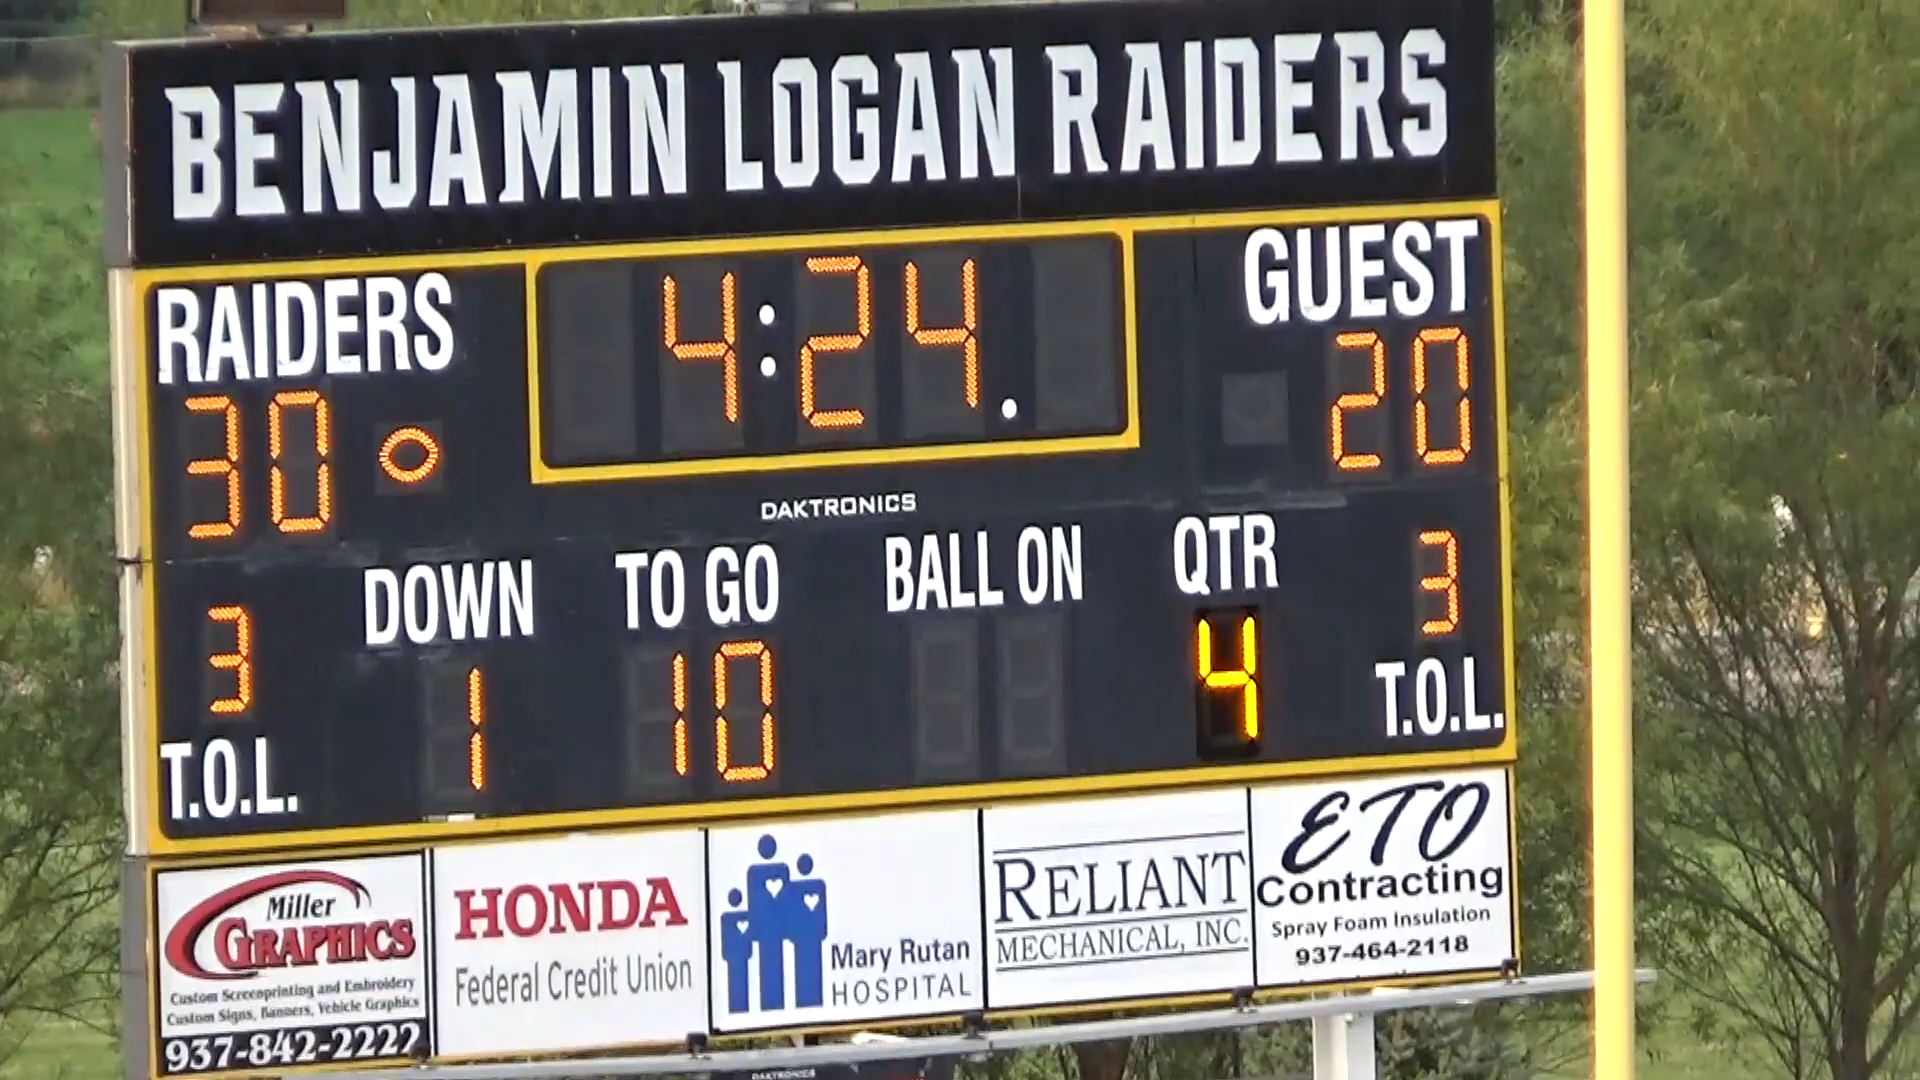 BENJAMIN LOGAN RAIDERS
RAIDERS
4:24.
GUEST
30
20
DAKTRONICS
DOWN
TO GO
BALL ON
QTR
3
3
1
10
4
T.O.L.
T.O.L.
Miller
GRAPHICS
Custom Screenprinting and Embroidery
Custom Signs, Banners, Vehicle Graphics
937-842-2222
HONDA
Federal Credit Union
Mary Rutan
HOSPITAL
RELIANT
MECHANICAL, INC.
ETO
Contracting
Spray Foam Insulation
937-464-2118
DAKTRONICS